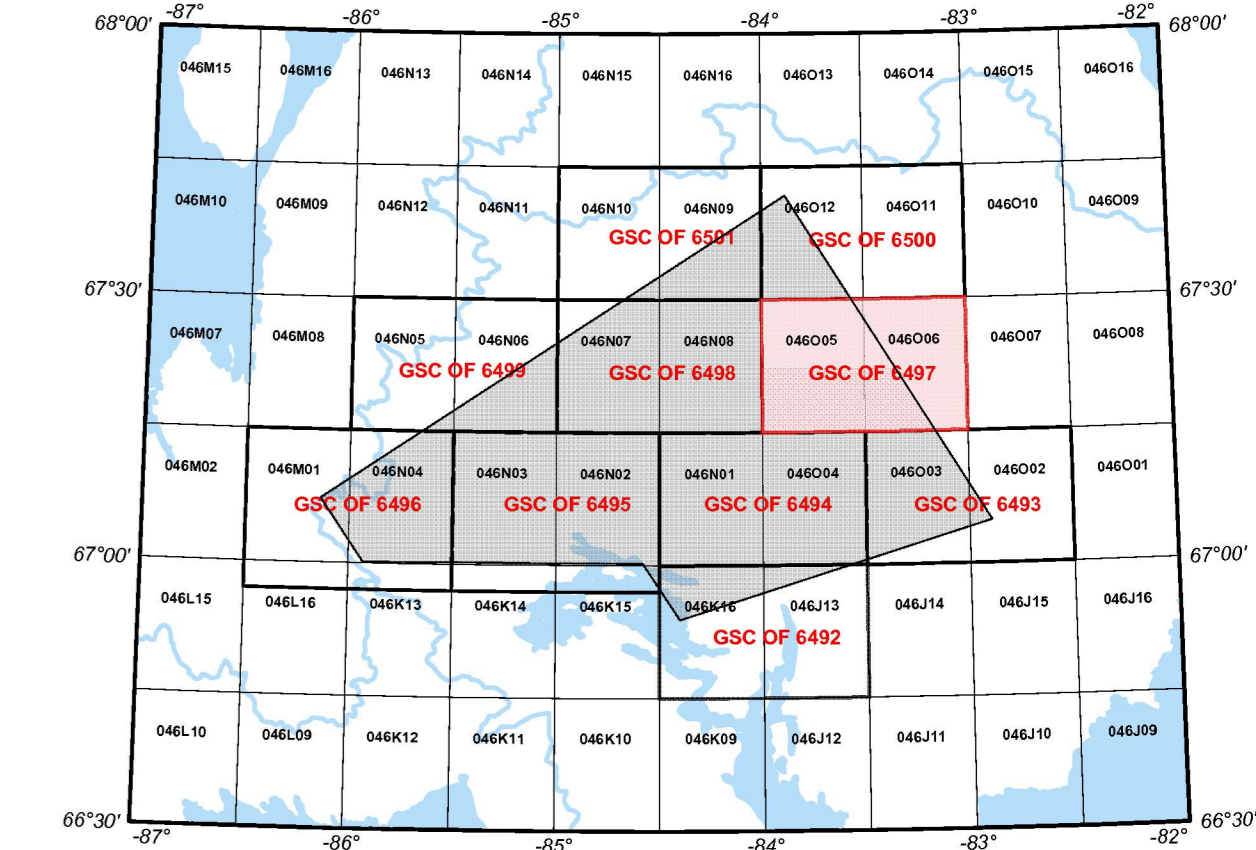 -87° -86° -85° -84° -83° -82°
68°00' 68°00'
046M15 046M16 046N13 046N14 046N15 046N16 046O13 046O14 046O15 046O16
046M10 046M09 046N12 046N11 046N10 046N09 046O12 046O11 046O10 046O09
GSC OF 6501 GSC OF 6500
67°30' 67°30'
046M07 046M08 046N05 046N06 046N07 046N08 046O05 046O06 046O07 046O08
GSC OF 6499 GSC OF 6498 GSC OF 6497
046M02 046M01 046N04 046N03 046N02 046N01 046O04 046O03 046O02 046O01
GSC OF 6496 GSC OF 6495 GSC OF 6494 GSC OF 6493
67°00' 67°00'
046L15 046L16 046K13 046K14 046K15 046K16 046J13 046J14 046J15 046J16
GSC OF 6492
046L10 046L09 046K12 046K11 046K10 046K09 046J12 046J11 046J10 046J09
66°30' 66°30'
-87° -86° -85° -84° -83° -82°